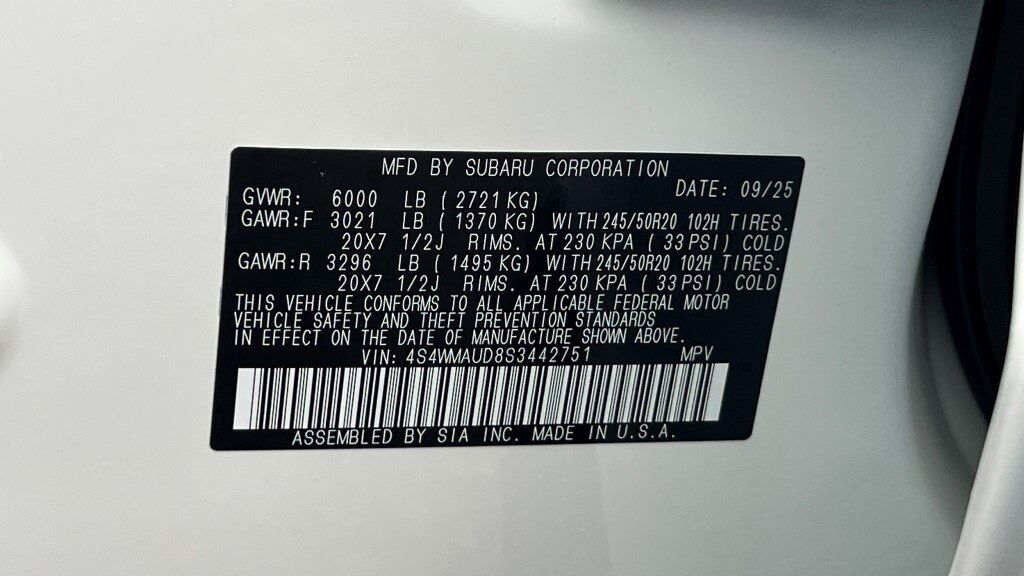 MFD BY SUBARU CORPORATION
DATE: 09/25
GVWR: 6000 LB ( 2721 KG)
GAWR:F 3021 LB ( 1370 KG) WITH 245/50R20 102H TIRES.
20X7 1/2J RIMS. AT 230 KPA ( 33 PSI) COLD
GAWR:R 3296 LB ( 1495 KG) WITH 245/50R20 102H TIRES.
20X7 1/2J RIMS. AT 230 KPA ( 33 PSI) COLD
THIS VEHICLE CONFORMS TO ALL APPLICABLE FEDERAL MOTOR
VEHICLE SAFETY AND THEFT PREVENTION STANDARDS
IN EFFECT ON THE DATE OF MANUFACTURE SHOWN ABOVE.
VIN: 4S4WMAUD8S3442751 MPV
ASSEMBLED BY SIA INC. MADE IN U.S.A.